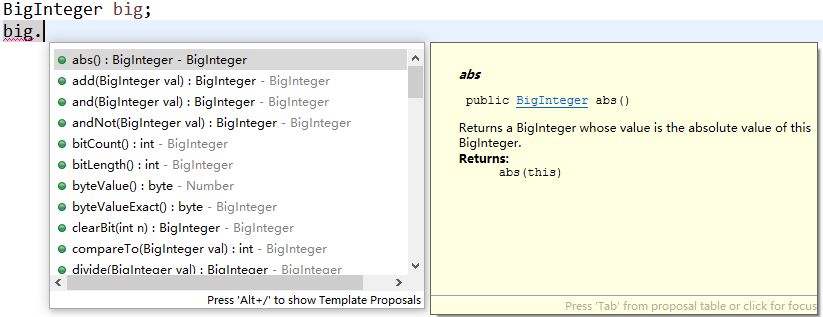 BigInteger big;
big.
abs() : BigInteger - BigInteger
add(BigInteger val) : BigInteger - BigInteger
and(BigInteger val) : BigInteger - BigInteger
andNot(BigInteger val) : BigInteger - BigInteger
bitCount() : int - BigInteger
bitLength() : int - BigInteger
byteValue() : byte - Number
byteValueExact() : byte - BigInteger
clearBit(int n) : BigInteger - BigInteger
compareTo(BigInteger val) : int - BigInteger
divide(BigInteger val) : BigInteger - BigInteger
Press 'Alt+/' to show Template Proposals
abs
public BigInteger abs()
Returns a BigInteger whose value is the absolute value of this
BigInteger.
Returns:
abs(this)
Press 'Tab' from proposal table or click for focus